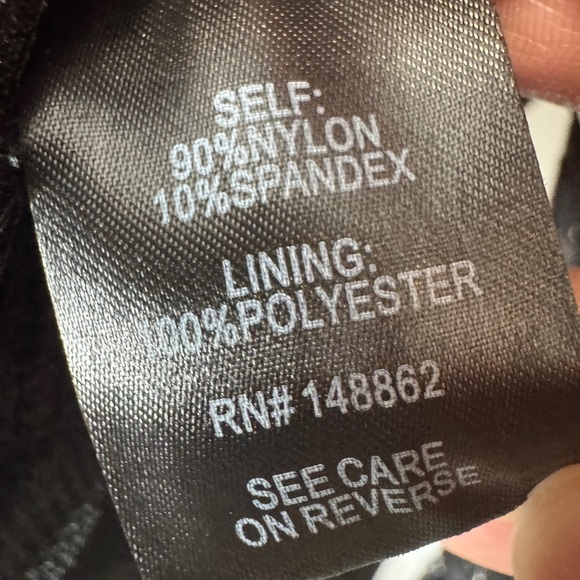 SELF:
90%NYLON
10%SPANDEX
LINING:
100%POLYESTER
RN# 148862
SEE CARE
ON REVERSE